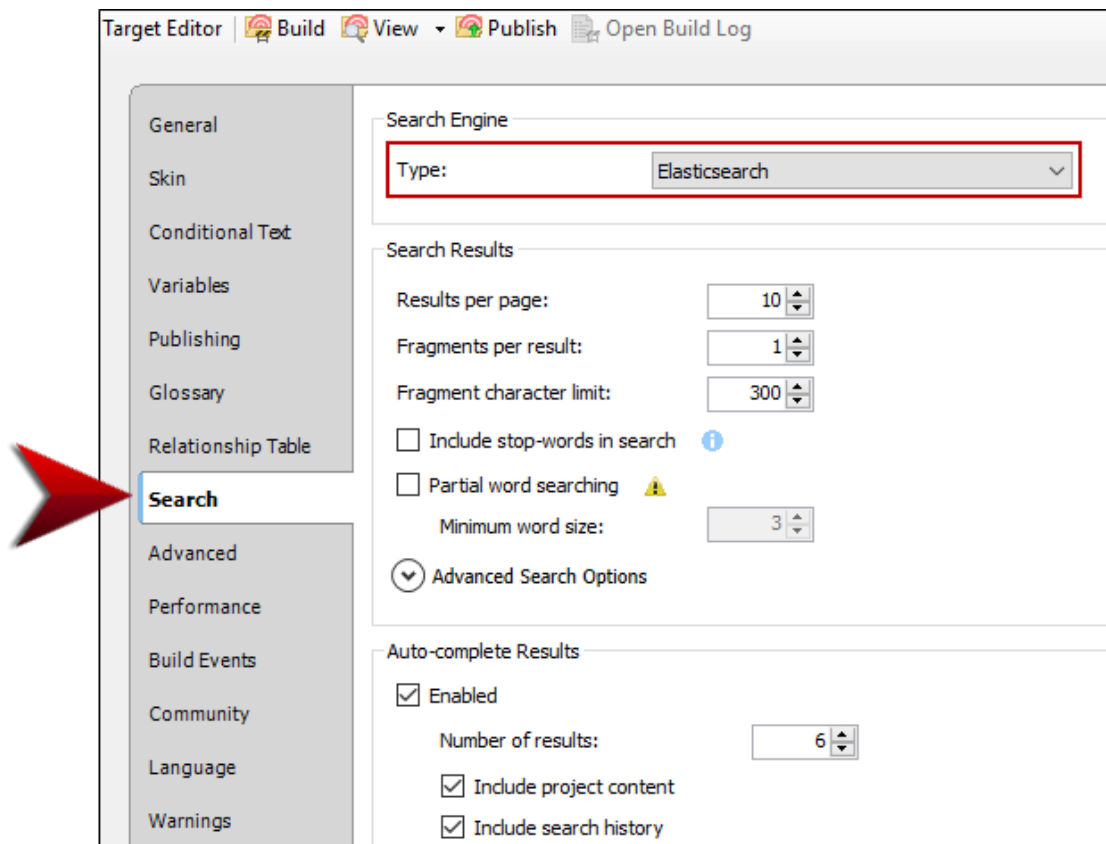 Target Editor Build View Publish Open Build Log
General
Skin
Conditional Text
Variables
Publishing
Glossary
Relationship Table
Search
Advanced
Performance
Build Events
Community
Language
Warnings
Search Engine
Type: Elasticsearch
Search Results
Results per page: 10
Fragments per result: 1
Fragment character limit: 300
Include stop-words in search
Partial word searching
Minimum word size: 3
Advanced Search Options
Auto-complete Results
Enabled
Number of results: 6
Include project content
Include search history